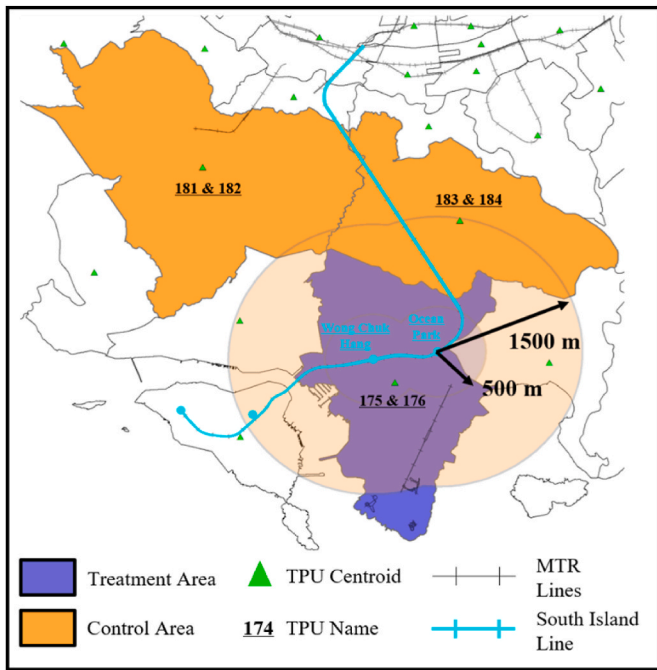 181 & 182
183 & 184
Wong Chuk
Hang
Ocean
Park
1500 m
500 m
175 & 176
Treatment Area
TPU Centroid
MTR
Lines
Control Area
174 TPU Name
South Island
Line